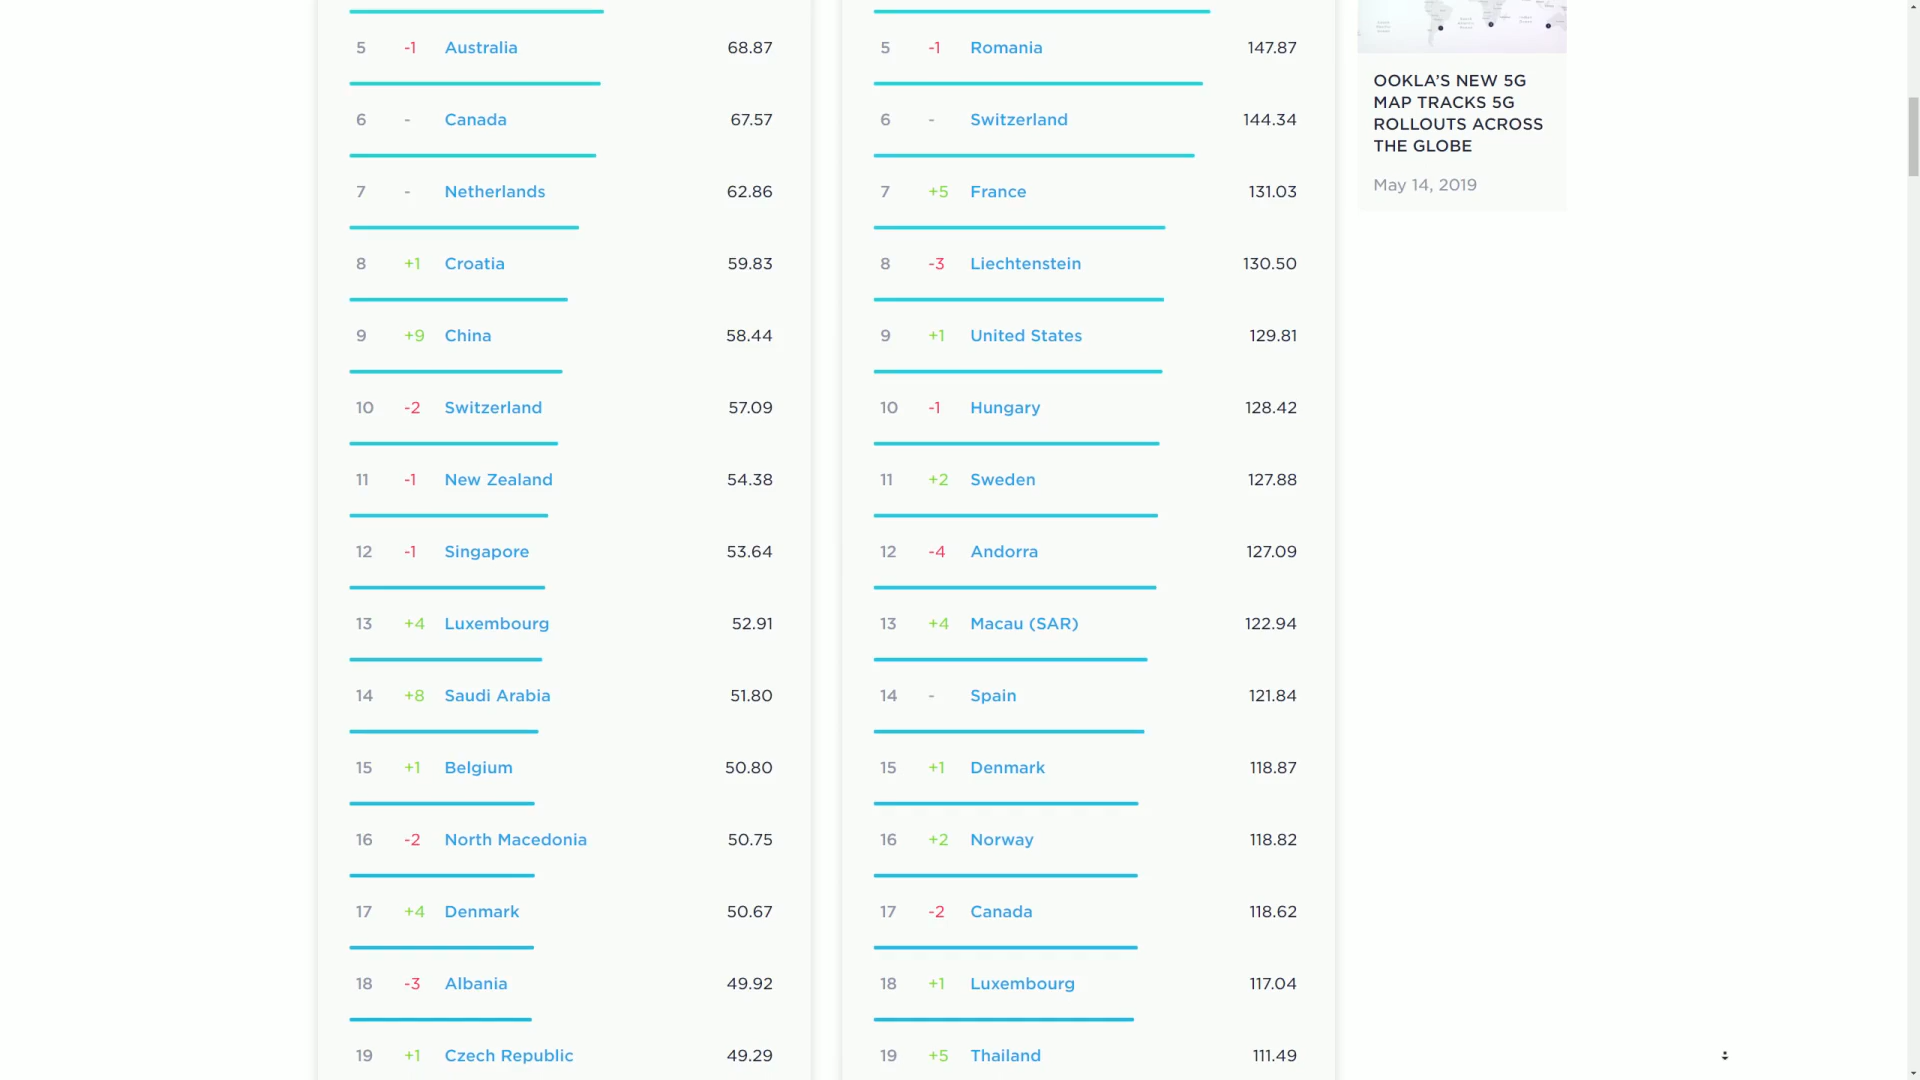 5 -1 Australia 68.87
6 - Canada 67.57
7 - Netherlands 62.86
8 +1 Croatia 59.83
9 +9 China 58.44
10 -2 Switzerland 57.09
11 -1 New Zealand 54.38
12 -1 Singapore 53.64
13 +4 Luxembourg 52.91
14 +8 Saudi Arabia 51.80
15 +1 Belgium 50.80
16 -2 North Macedonia 50.75
17 +4 Denmark 50.67
18 -3 Albania 49.92
19 +1 Czech Republic 49.29
5 -1 Romania 147.87
6 - Switzerland 144.34
7 +5 France 131.03
8 -3 Liechtenstein 130.50
9 +1 United States 129.81
10 -1 Hungary 128.42
11 +2 Sweden 127.88
12 -4 Andorra 127.09
13 +4 Macau (SAR) 122.94
14 - Spain 121.84
15 +1 Denmark 118.87
16 +2 Norway 118.82
17 -2 Canada 118.62
18 +1 Luxembourg 117.04
19 +5 Thailand 111.49
OOKLA'S NEW 5G
MAP TRACKS 5G
ROLLOUTS ACROSS
THE GLOBE
May 14, 2019